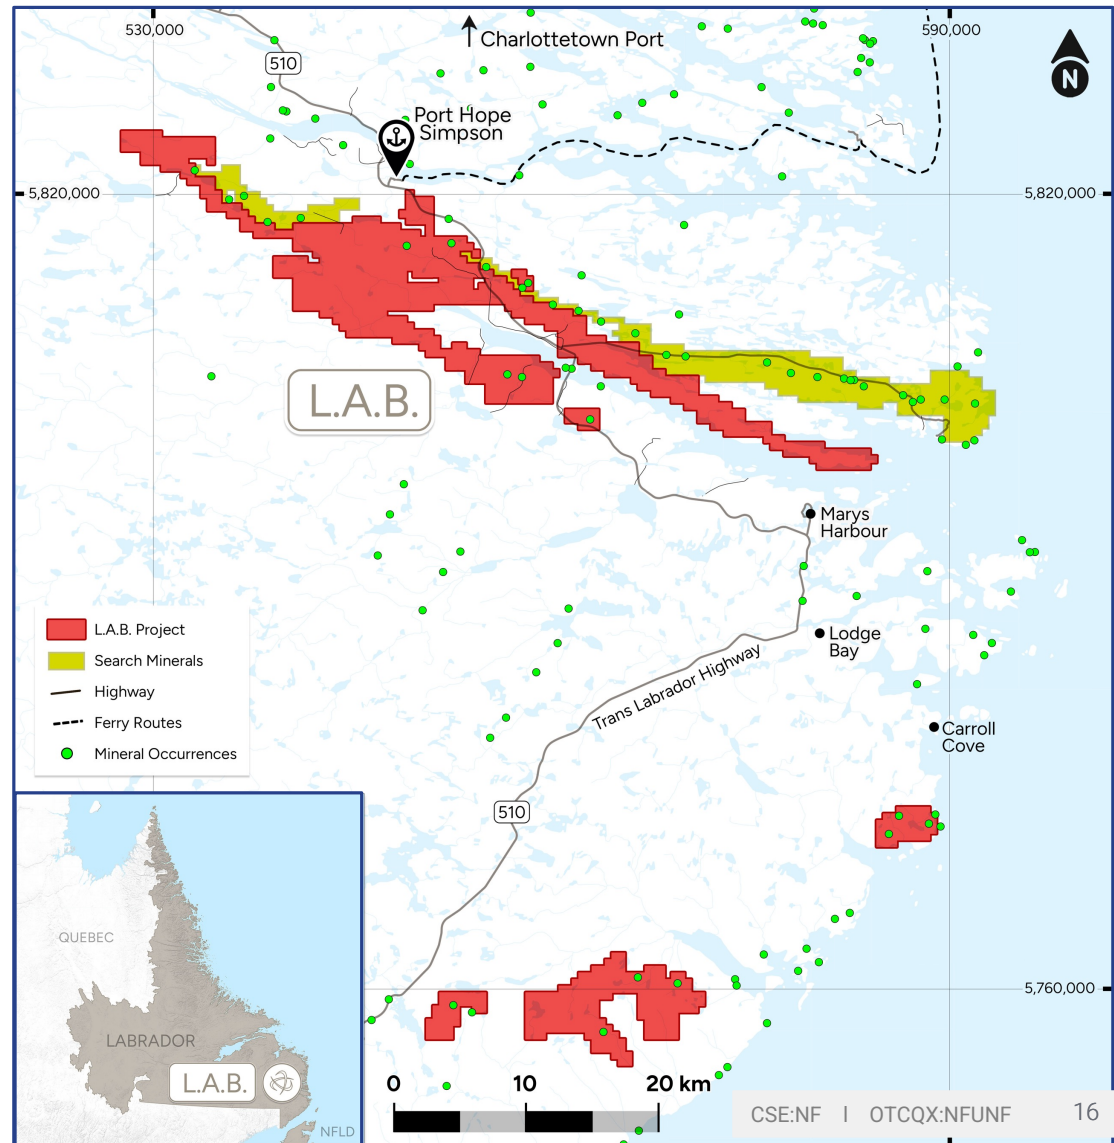 530,000
590,000
Charlottetown Port
510
Port Hope
Simpson
5,820,000
5,820,000
L.A.B.
Marys
Harbour
L.A.B. Project
Search Minerals
Highway
Ferry Routes
Mineral Occurrences
Lodge
Bay
Trans Labrador Highway
Carroll
Cove
510
QUEBEC
LABRADOR
L.A.B.
NFLD
5,760,000
0 10 20 km
N
CSE:NF I OTCQX:NFUNF 16